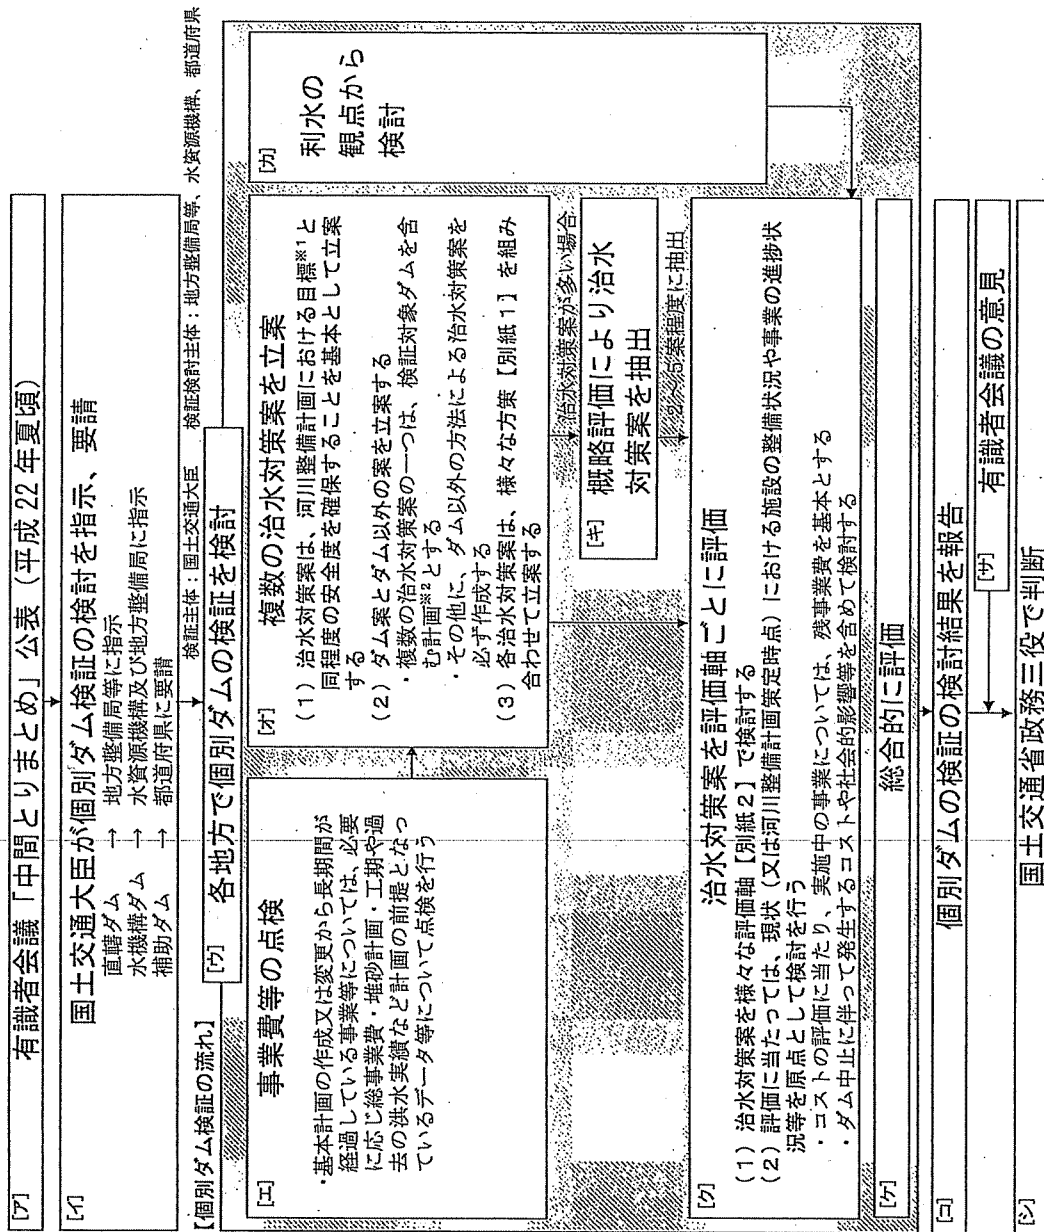 [ア]
有識者会議「中間とりまとめ」公表(平成22年夏頃)
[イ]
国土交通大臣が個別ダム検証の検討を指示、要請
直轄ダム → 地方整備局等に指示
水機構ダム → 水資源機構及び地方整備局に指示
補助ダム → 都道府県に要請
【個別ダム検証の流れ】
検証主体:国土交通大臣 検証検討主体:地方整備局等、水資源機構、都道府県
[ウ] 各地方で個別ダムの検証を検討
[エ]
事業費等の点検
・基本計画の作成又は変更から長期間が
経過している事業等については、必要
に応じ総事業費・堆砂計画・工期や過
去の洪水実績など計画の前提となっ
ているデータ等について点検を行う
[オ]
複数の治水対策案を立案
(1)治水対策案は、河川整備計画における目標※1と
同程度の安全度を確保することを基本として立案
する
(2)ダム案とダム以外の案を立案する
・複数の治水対策案の一つは、検証対象ダムを含
む計画※2とする
・その他に、ダム以外の方法による治水対策案を
必ず作成する
(3)各治水対策案は、様々な方策【別紙1】を組み
合わせて立案する
[カ]
利水の
観点から
検討
治水対策案が多い場合
[キ]
概略評価により治水
対策案を抽出
2~5案程度に抽出
[ク]
治水対策案を評価軸ごとに評価
(1)治水対策案を様々な評価軸【別紙2】で検討する
(2)評価に当たっては、現状(又は河川整備計画策定時点)における施設の整備状況や事業の進捗状
況等を原点として検討を行う
・コストの評価に当たり、実施中の事業については、残事業費を基本とする
・ダム中止に伴って発生するコストや社会的影響等を含めて検討する
[ケ]
総合的に評価
[コ]
個別ダムの検証の検討結果を報告
[サ]
有識者会議の意見
[シ]
国土交通省政務三役で判断